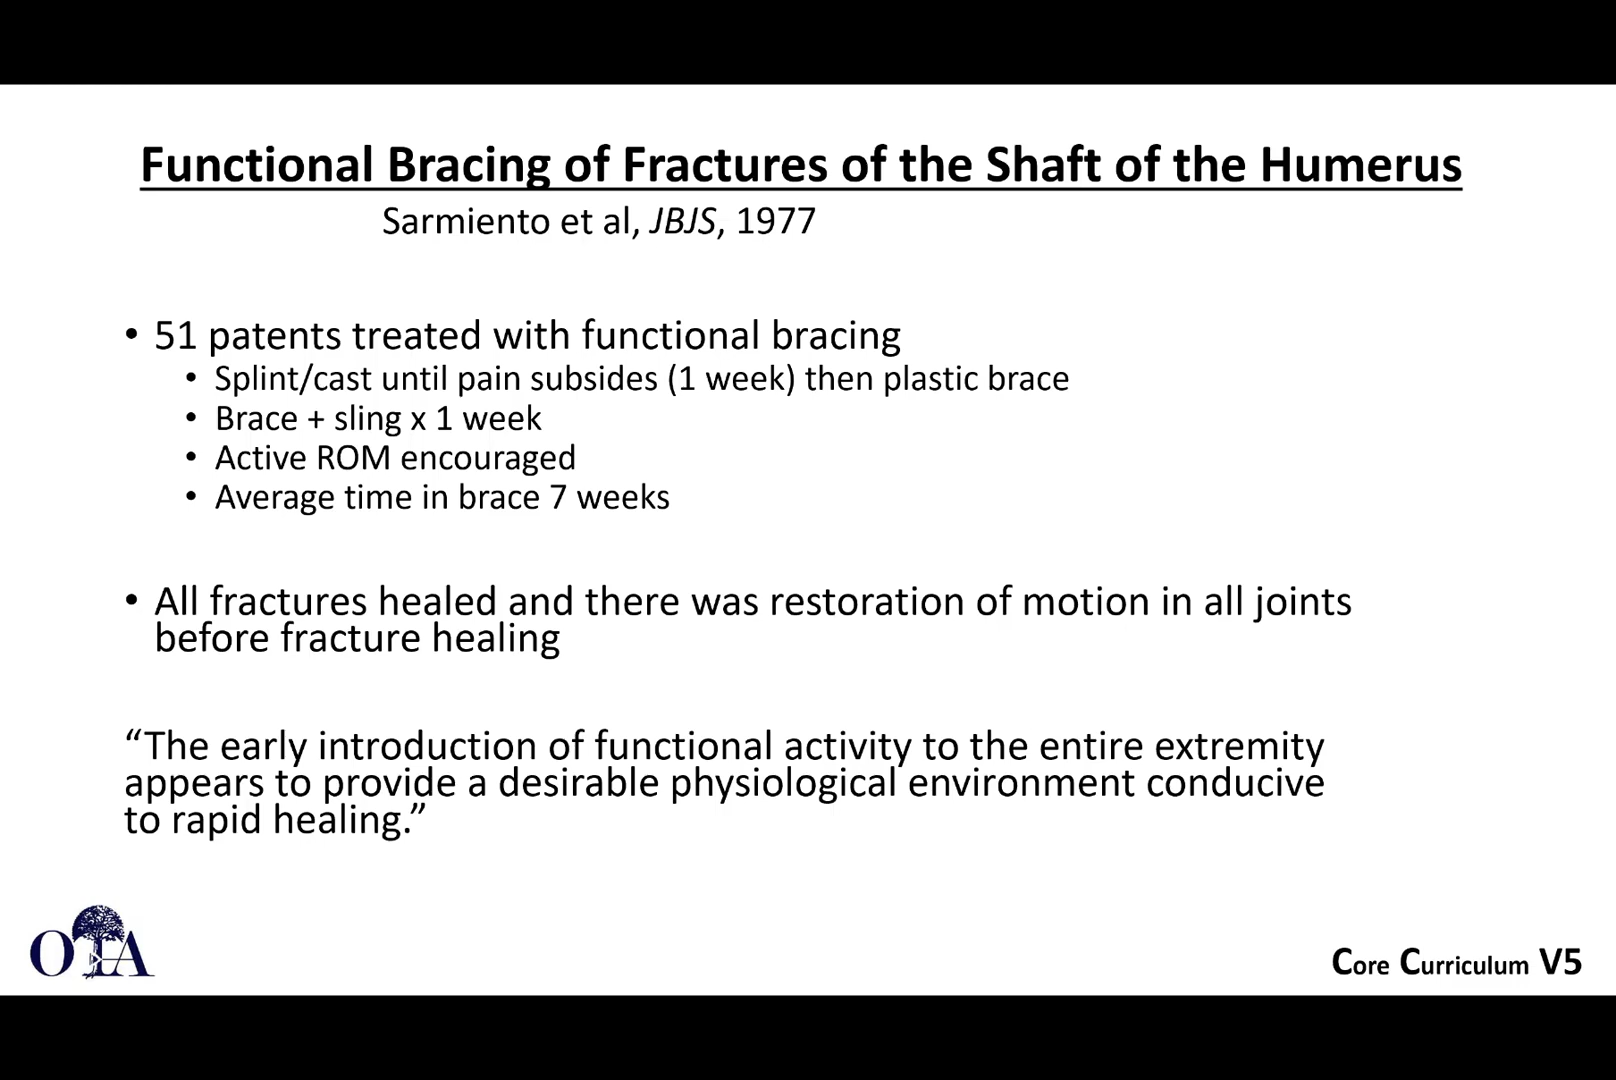 Functional Bracing of Fractures of the Shaft of the Humerus
Sarmiento et al, JBJS, 1977
• 51 patents treated with functional bracing
• Splint/cast until pain subsides (1 week) then plastic brace
• Brace + sling x 1 week
• Active ROM encouraged
• Average time in brace 7 weeks
• All fractures healed and there was restoration of motion in all joints
before fracture healing
“The early introduction of functional activity to the entire extremity
appears to provide a desirable physiological environment conducive
to rapid healing.”
OTA
Core Curriculum V5